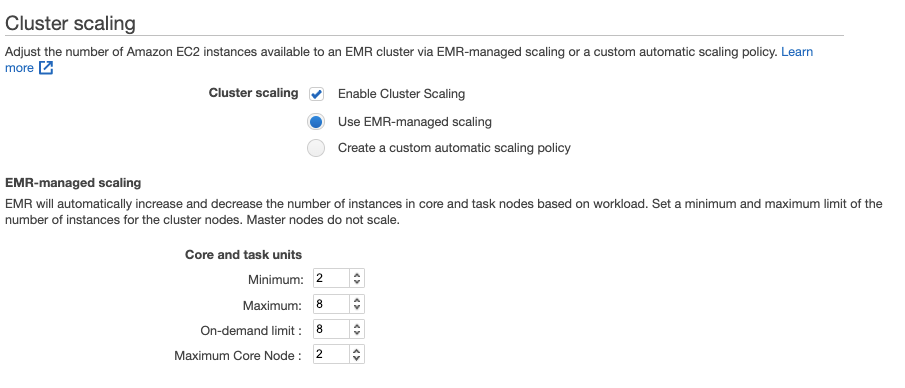 Cluster scaling
Adjust the number of Amazon EC2 instances available to an EMR cluster via EMR-managed scaling or a custom automatic scaling policy. Learn
more
Cluster scaling Enable Cluster Scaling
Use EMR-managed scaling
Create a custom automatic scaling policy
EMR-managed scaling
EMR will automatically increase and decrease the number of instances in core and task nodes based on workload. Set a minimum and maximum limit of the
number of instances for the cluster nodes. Master nodes do not scale.
Core and task units
Minimum: 2
Maximum: 8
On-demand limit : 8
Maximum Core Node : 2